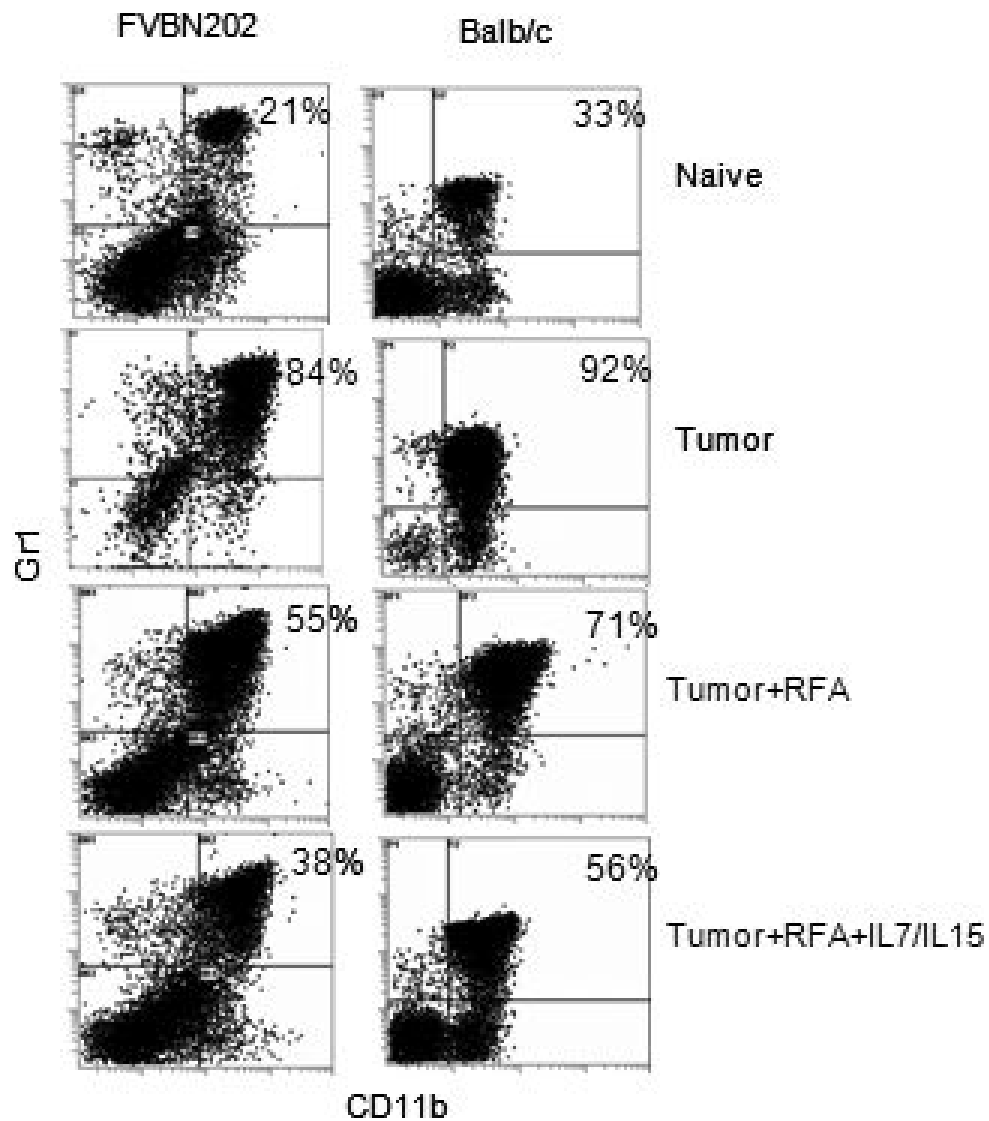 FVBN202 Balb/c
21% 33% Naive
84% 92% Tumor
Gr1
55% 71% Tumor+RFA
38% 56% Tumor+RFA+IL7/IL15
CD11b